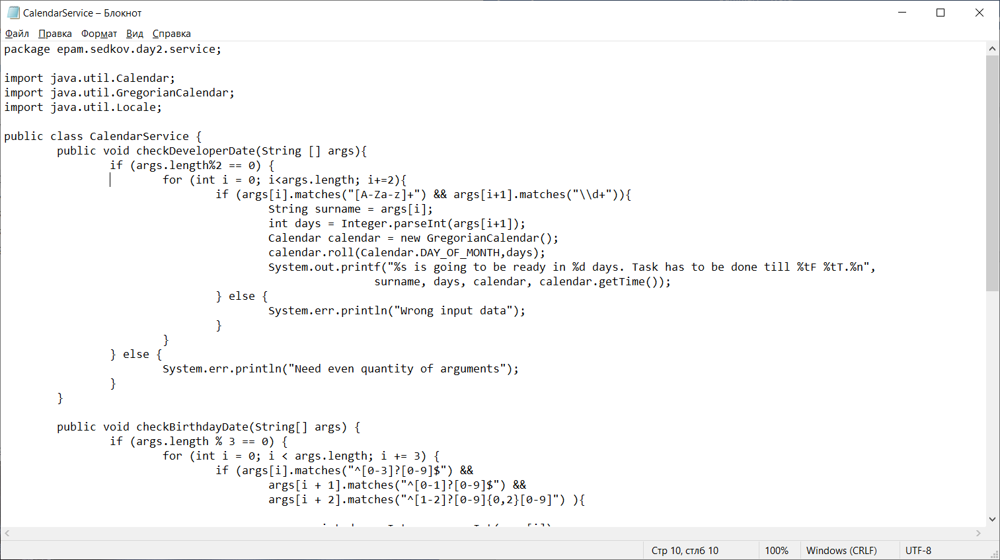 CalendarService – Блокнот
Файл Правка Формат Вид Справка
package epam.sedkov.day2.service;
import java.util.Calendar;
import java.util.GregorianCalendar;
import java.util.Locale;
public class CalendarService {
public void checkDeveloperDate(String [] args){
if (args.length%2 == 0) {
for (int i = 0; i<args.length; i+=2){
if (args[i].matches("[A-Za-z]+") && args[i+1].matches("\\d+")){
String surname = args[i];
int days = Integer.parseInt(args[i+1]);
Calendar calendar = new GregorianCalendar();
calendar.roll(Calendar.DAY_OF_MONTH,days);
System.out.printf("%s is going to be ready in %d days. Task has to be done till %tF %tT.%n",
surname, days, calendar, calendar.getTime());
} else {
System.err.println("Wrong input data");
}
}
} else {
System.err.println("Need even quantity of arguments");
}
}
public void checkBirthdayDate(String[] args) {
if (args.length % 3 == 0) {
for (int i = 0; i < args.length; i += 3) {
if (args[i].matches("^[0-3]?[0-9]$") &&
args[i + 1].matches("^[0-1]?[0-9]$") &&
args[i + 2].matches("^[1-2]?[0-9]{0,2}[0-9]") ){
Стр 10, стлб 10 100% Windows (CRLF) UTF-8